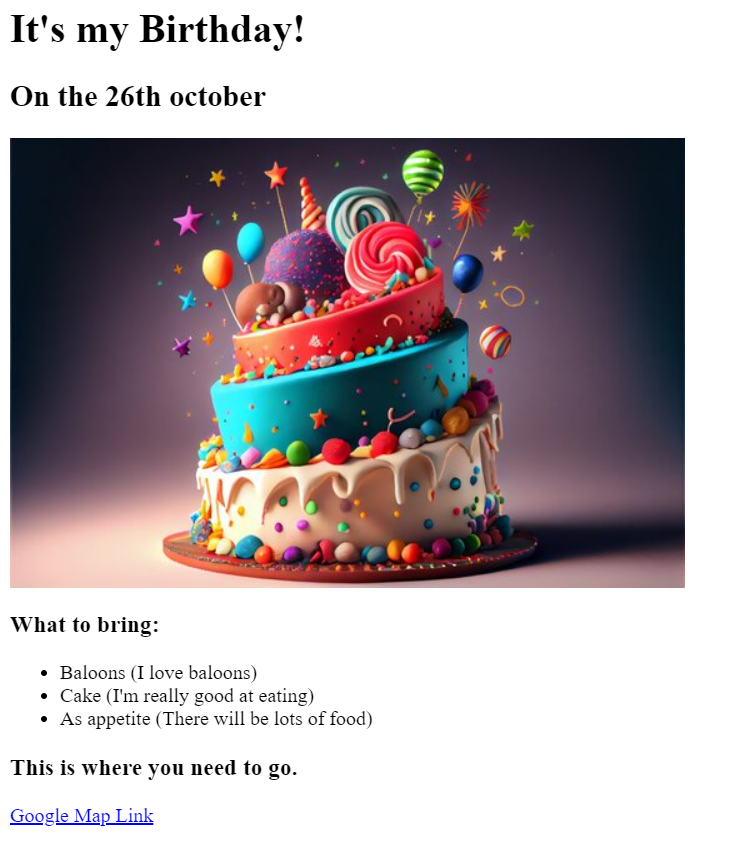 It's my Birthday!
On the 26th october
What to bring:
Baloons (I love baloons)
Cake (I'm really good at eating)
As appetite (There will be lots of food)
This is where you need to go.
Google Map Link